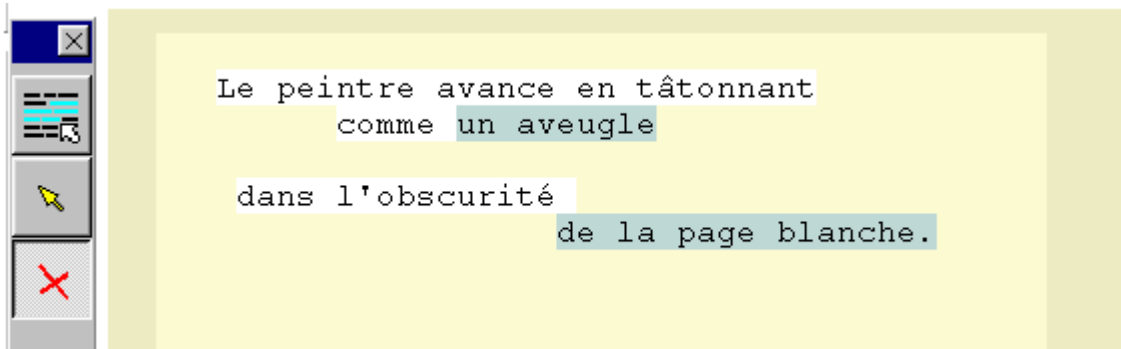 Le peintre avance en tâtonnant
comme un aveugle
dans l'obscurité
de la page blanche.